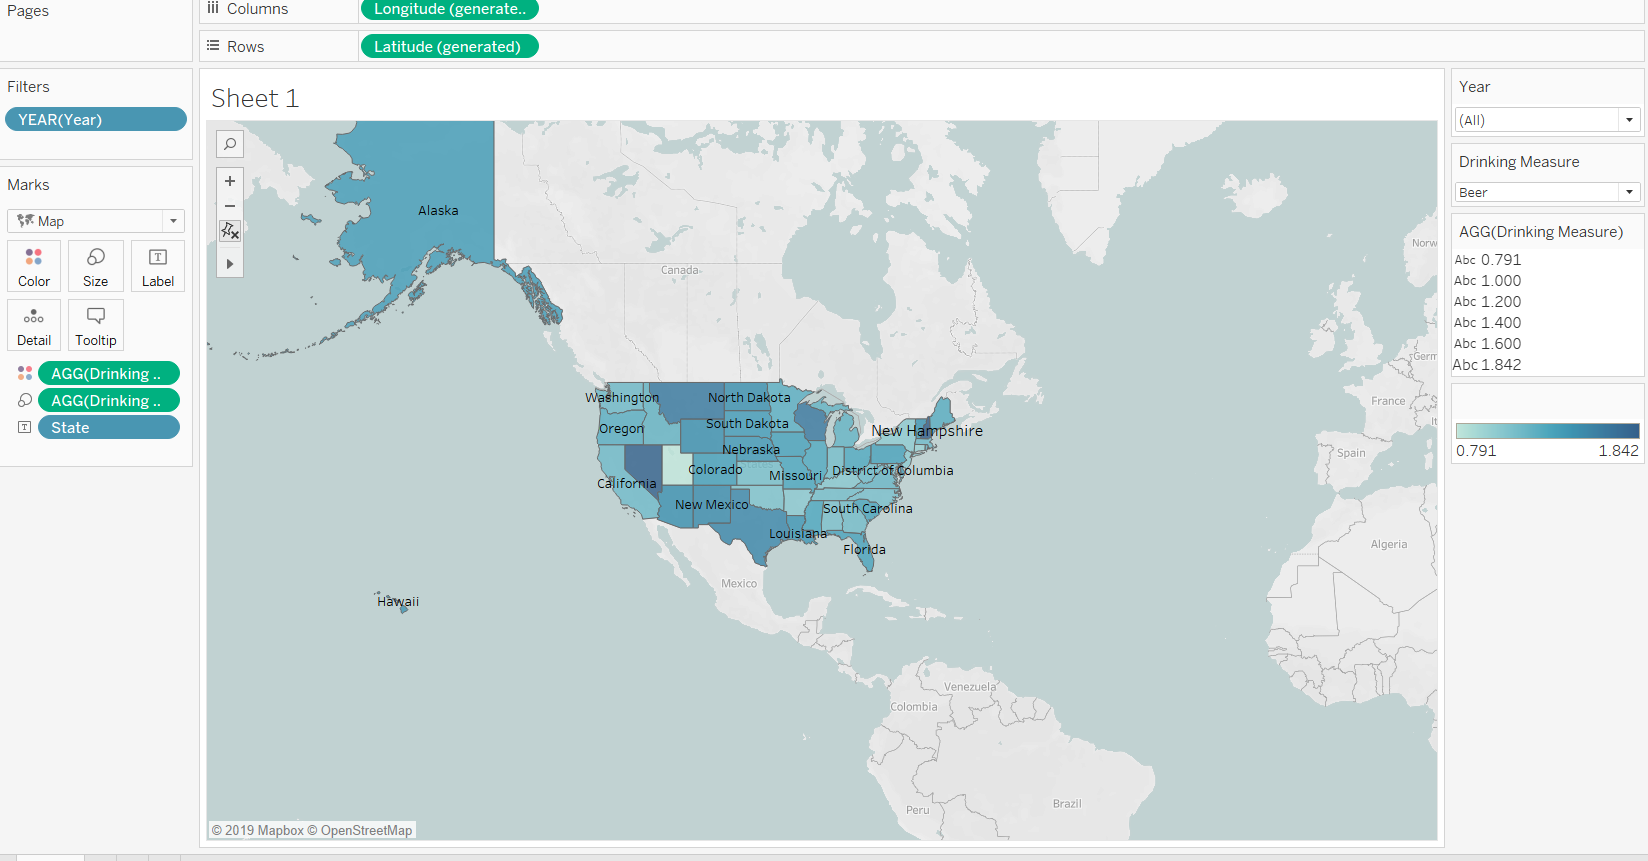 Pages
Columns
Longitude (generate..
Rows
Latitude (generated)
Filters
YEAR(Year)
Marks
Map
Color
Size
T
Label
Detail
Tooltip
AGG(Drinking ..
AGG(Drinking ..
T
State
Sheet 1
Alaska
Canada
Washington
North Dakota
Oregon
South Dakota
New Hampshire
Nebraska
Colorado
Missouri
District of Columbia
California
New Mexico
South Carolina
Louisiana
Florida
Mexico
Hawaii
Venezuela
Colombia
Peru
Brazil
Norw
Germ
France
Spain
It
Algeria
© 2019 Mapbox © OpenStreetMap
Year
(All)
Drinking Measure
Beer
AGG(Drinking Measure)
Abc 0.791
Abc 1.000
Abc 1.200
Abc 1.400
Abc 1.600
Abc 1.842
0.791
1.842